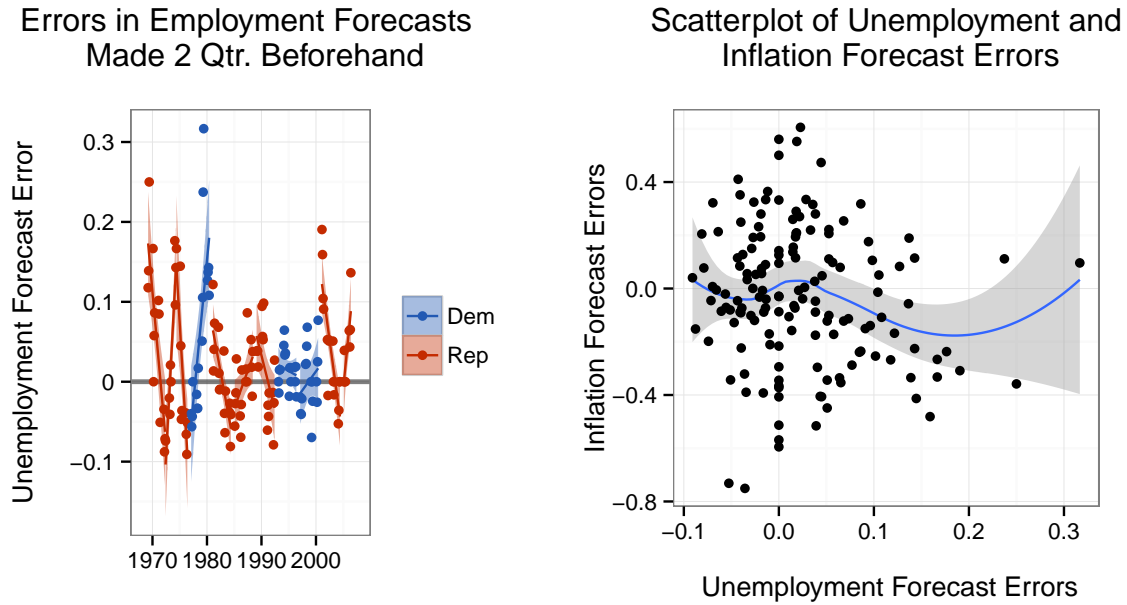 Errors in Employment Forecasts
Made 2 Qtr. Beforehand
Unemployment Forecast Error
0.3
0.2
0.1
0
−0.1
1970 1980 1990 2000
Dem
Rep
Scatterplot of Unemployment and
Inflation Forecast Errors
Inflation Forecast Errors
0.4
0.0
−0.4
−0.8
−0.1 0.0 0.1 0.2 0.3
Unemployment Forecast Errors